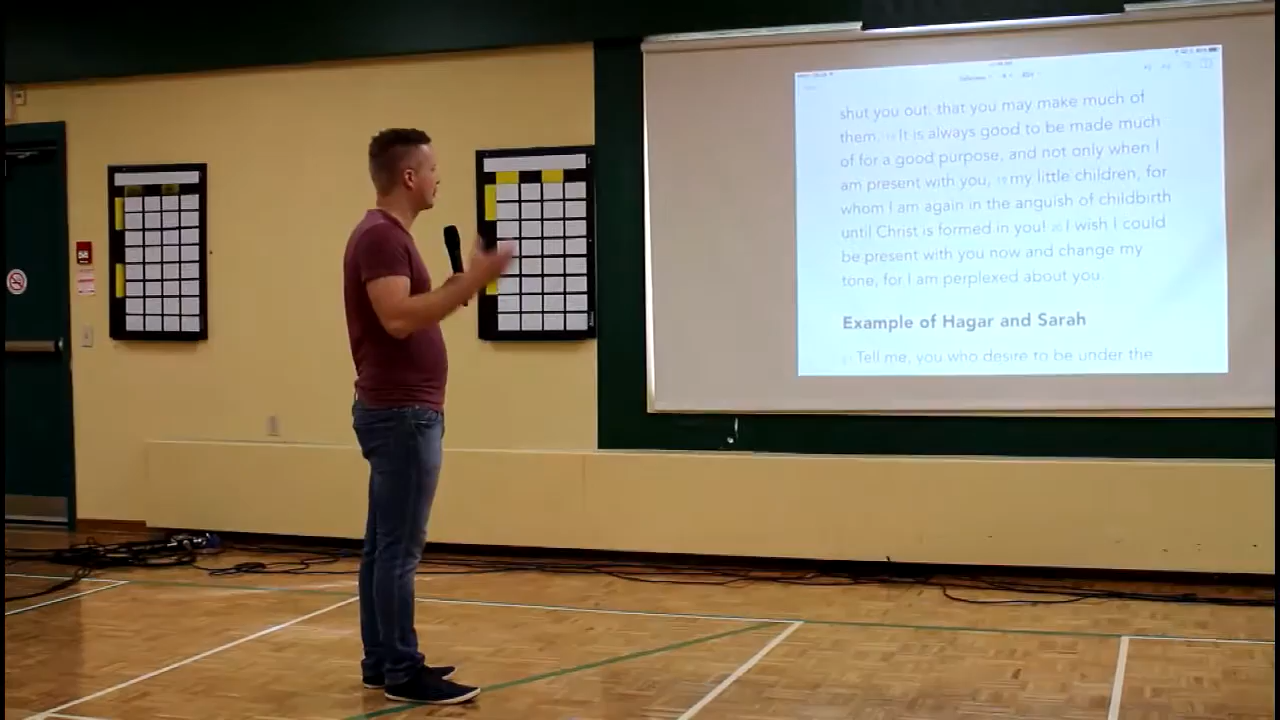 shut you out, that you may make much of
them. 18 It is always good to be made much
of for a good purpose, and not only when I
am present with you, 19 my little children, for
whom I am again in the anguish of childbirth
until Christ is formed in you! 20 I wish I could
be present with you now and change my
tone, for I am perplexed about you.
Example of Hagar and Sarah
21 Tell me, you who desire to be under the